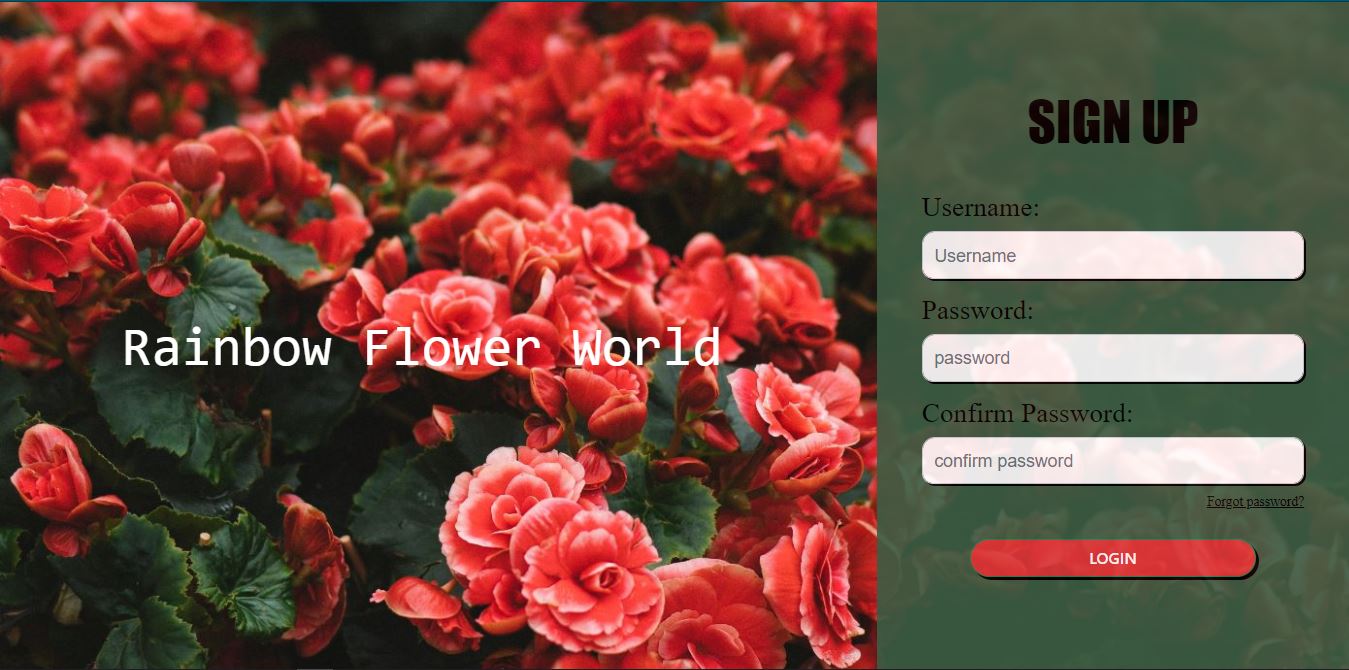 Rainbow Flower World
SIGN UP
Username:
Username
Password:
password
Confirm Password:
confirm password
Forgot password?
LOGIN